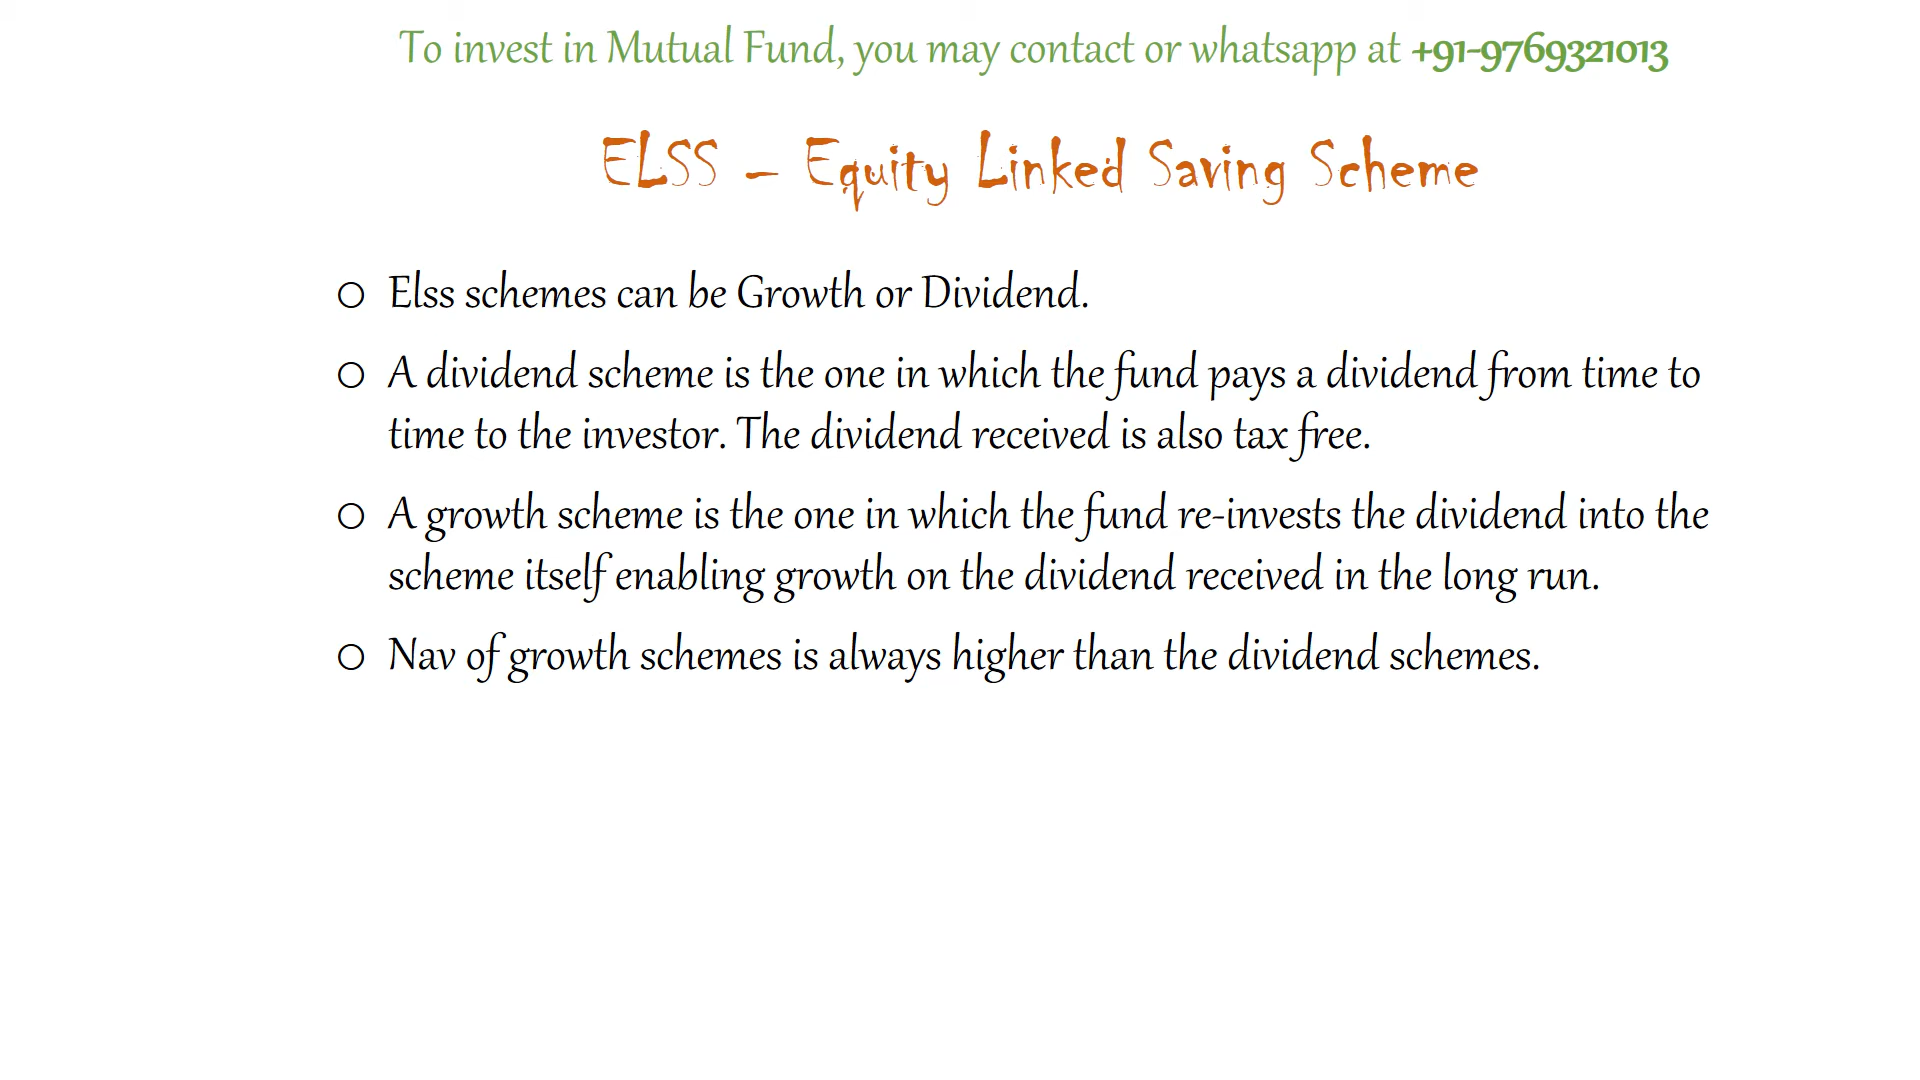 To invest in Mutual Fund, you may contact or whatsapp at +91-9769321013
ELSS – Equity Linked Saving Scheme
Elss schemes can be Growth or Dividend.
A dividend scheme is the one in which the fund pays a dividend from time to
time to the investor. The dividend received is also tax free.
A growth scheme is the one in which the fund re-invests the dividend into the
scheme itself enabling growth on the dividend received in the long run.
Nav of growth schemes is always higher than the dividend schemes.